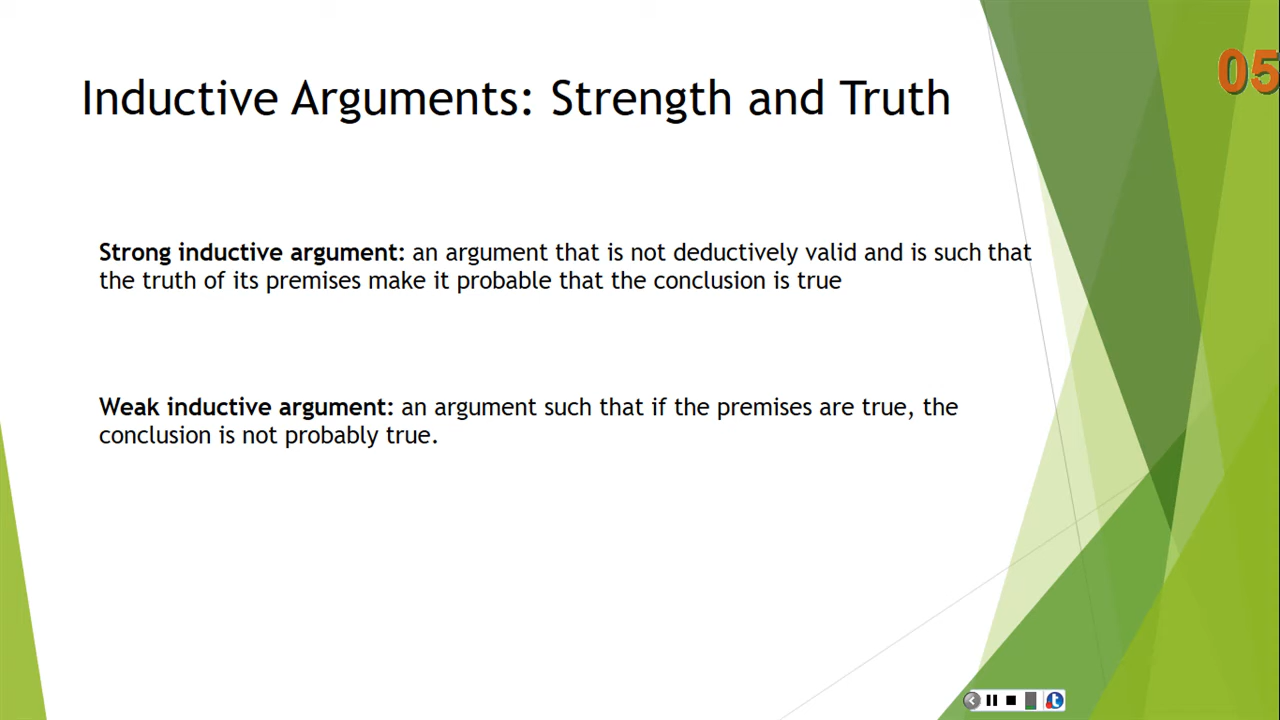 Inductive Arguments: Strength and Truth
05
Strong inductive argument: an argument that is not deductively valid and is such that
the truth of its premises make it probable that the conclusion is true
Weak inductive argument: an argument such that if the premises are true, the
conclusion is not probably true.
t